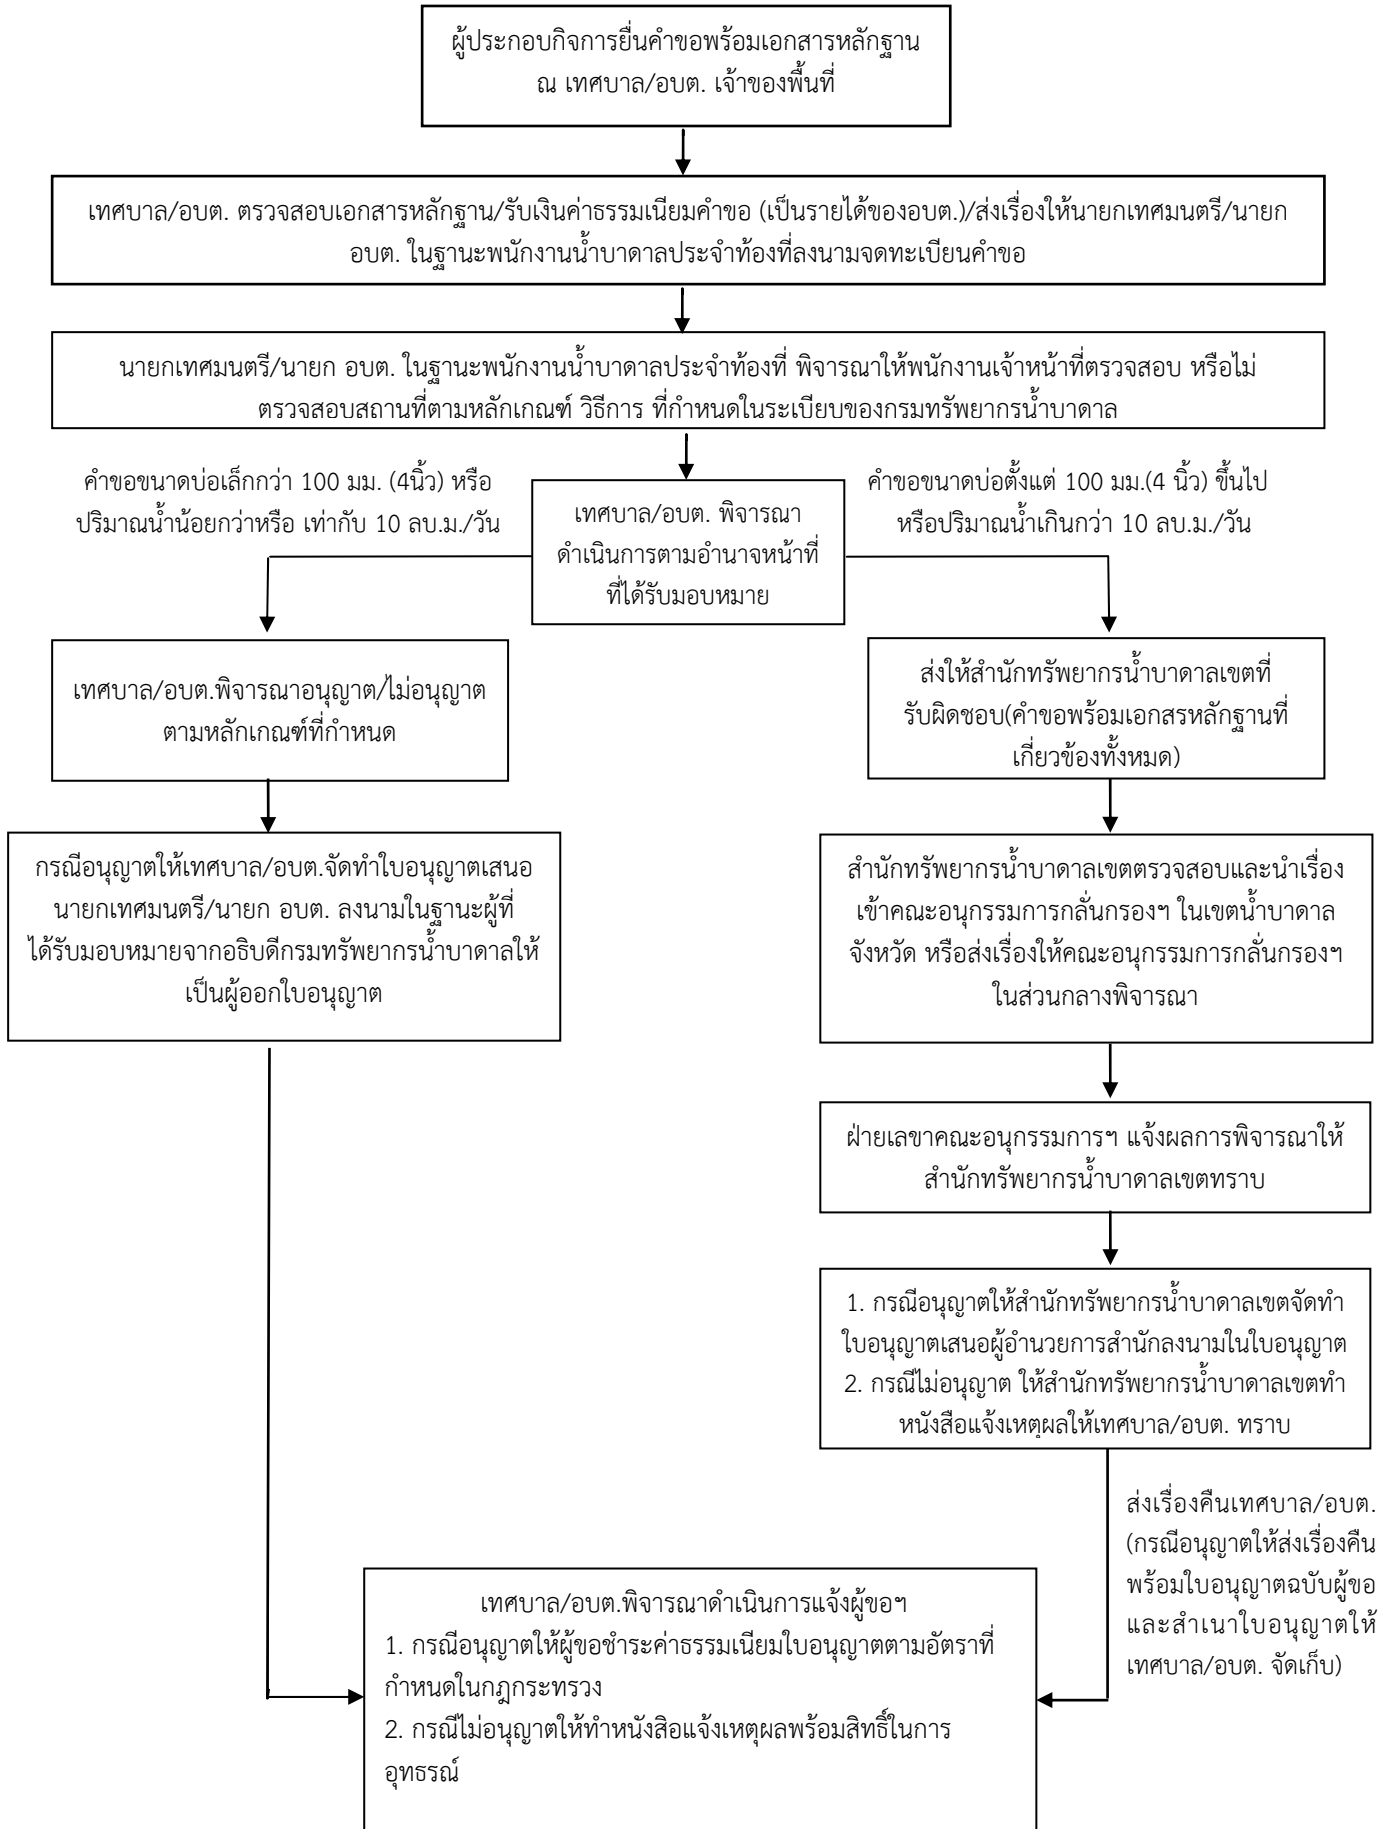 ผู้ประกอบกิจการยื่นคำขอพร้อมเอกสารหลักฐาน
ณ เทศบาล/อบต. เจ้าของพื้นที่
เทศบาล/อบต. ตรวจสอบเอกสารหลักฐาน/รับเงินค่าธรรมเนียมคำขอ (เป็นรายได้ของอบต.)/ส่งเรื่องให้นายกเทศมนตรี/นายก
อบต. ในฐานะพนักงานน้ำบาดาลประจำท้องที่ลงนามจดทะเบียนคำขอ
นายกเทศมนตรี/นายก อบต. ในฐานะพนักงานน้ำบาดาลประจำท้องที่ พิจารณาให้พนักงานเจ้าหน้าที่ตรวจสอบ หรือไม่
ตรวจสอบสถานที่ตามหลักเกณฑ์ วิธีการ ที่กำหนดในระเบียบของกรมทรัพยากรน้ำบาดาล
คำขอขนาดบ่อเล็กกว่า 100 มม. (4นิ้ว) หรือ
ปริมาณน้ำน้อยกว่าหรือ เท่ากับ 10 ลบ.ม./วัน
เทศบาล/อบต. พิจารณา
ดำเนินการตามอำนาจหน้าที่
ที่ได้รับมอบหมาย
คำขอขนาดบ่อตั้งแต่ 100 มม.(4 นิ้ว) ขึ้นไป
หรือปริมาณน้ำเกินกว่า 10 ลบ.ม./วัน
เทศบาล/อบต.พิจารณาอนุญาต/ไม่อนุญาต
ตามหลักเกณฑ์ที่กำหนด
ส่งให้สำนักทรัพยากรน้ำบาดาลเขตที่
รับผิดชอบ(คำขอพร้อมเอกสรหลักฐานที่
เกี่ยวข้องทั้งหมด)
กรณีอนุญาตให้เทศบาล/อบต.จัดทำใบอนุญาตเสนอ
นายกเทศมนตรี/นายก อบต. ลงนามในฐานะผู้ที่
ได้รับมอบหมายจากอธิบดีกรมทรัพยากรน้ำบาดาลให้
เป็นผู้ออกใบอนุญาต
สำนักทรัพยากรน้ำบาดาลเขตตรวจสอบและนำเรื่อง
เข้าคณะอนุกรรมการกลั่นกรองฯ ในเขตน้ำบาดาล
จังหวัด หรือส่งเรื่องให้คณะอนุกรรมการกลั่นกรองฯ
ในส่วนกลางพิจารณา
ฝ่ายเลขาคณะอนุกรรมการฯ แจ้งผลการพิจารณาให้
สำนักทรัพยากรน้ำบาดาลเขตทราบ
1. กรณีอนุญาตให้สำนักทรัพยากรน้ำบาดาลเขตจัดทำ
ใบอนุญาตเสนอผู้อำนวยการสำนักลงนามในใบอนุญาต
2. กรณีไม่อนุญาต ให้สำนักทรัพยากรน้ำบาดาลเขตทำ
หนังสือแจ้งเหตุผลให้เทศบาล/อบต. ทราบ
ส่งเรื่องคืนเทศบาล/อบต.
(กรณีอนุญาตให้ส่งเรื่องคืน
พร้อมใบอนุญาตฉบับผู้ขอ
และสำเนาใบอนุญาตให้
เทศบาล/อบต. จัดเก็บ)
เทศบาล/อบต.พิจารณาดำเนินการแจ้งผู้ขอฯ
1. กรณีอนุญาตให้ผู้ขอชำระค่าธรรมเนียมใบอนุญาตตามอัตราที่
กำหนดในกฎกระทรวง
2. กรณีไม่อนุญาตให้ทำหนังสือแจ้งเหตุผลพร้อมสิทธิ์ในการ
อุทธรณ์